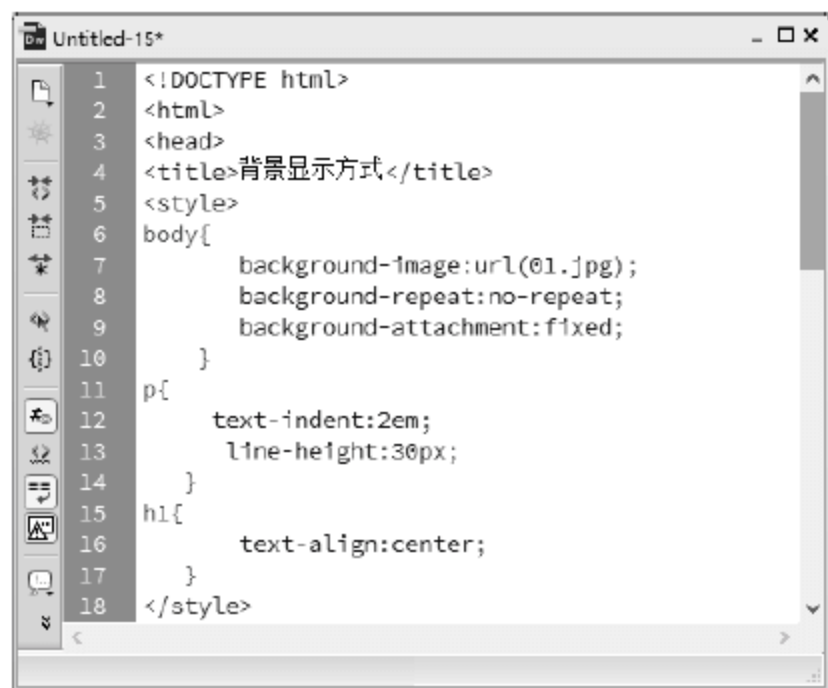 Untitled-15*
1 <!DOCTYPE html>
2 <html>
3 <head>
4 <title>背景显示方式</title>
5 <style>
6 body{
7 background-image:url(01.jpg);
8 background-repeat:no-repeat;
9 background-attachment:fixed;
10 }
11 p{
12 text-indent:2em;
13 line-height:30px;
14 }
15 h1{
16 text-align:center;
17 }
18 </style>